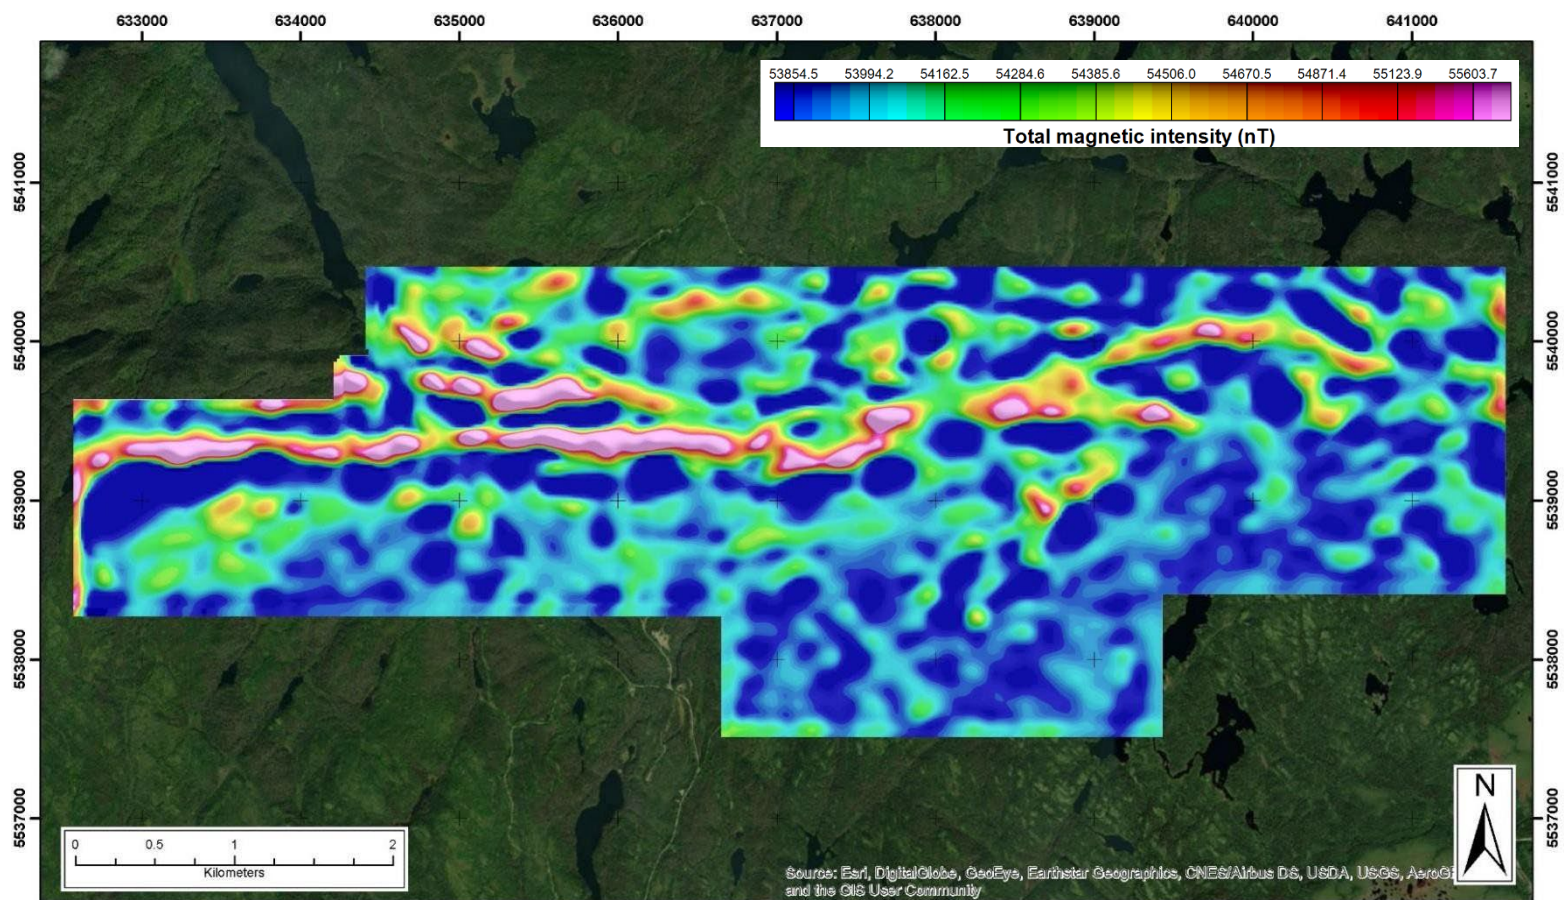 633000 634000 635000 636000 637000 638000 639000 640000 641000
53854.5 53994.2 54162.5 54284.6 54385.6 54506.0 54670.5 54871.4 55123.9 55603.7
Total magnetic intensity (nT)
5541000 5541000
5540000 5540000
5539000 5539000
5538000 5538000
5537000 5537000
N
0 0.5 1 2
Kilometers
Source: Esri, DigitalGlobe, GeoEye, Earthstar Geographics, CNES/Airbus DS, USDA, USGS,
and the GIS User Community